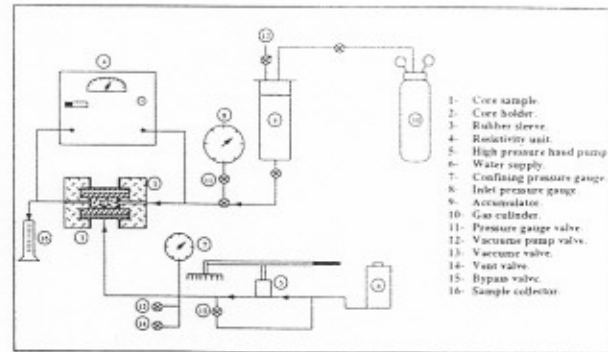 1- Core sample.
2- Core holder.
3- Rubber sleeve.
4- Resistivity unit.
5- High pressure hand pump
6- Water supply.
7- Confining pressure gauge
8- Inlet pressure gauge
9- Accumulator.
10- Gas culinder.
11- Pressure gauge valve.
12- Vacuume pump valve.
13- Vaccume valve.
14- Vent valve.
15- Bypass valve.
16- Sample collector.